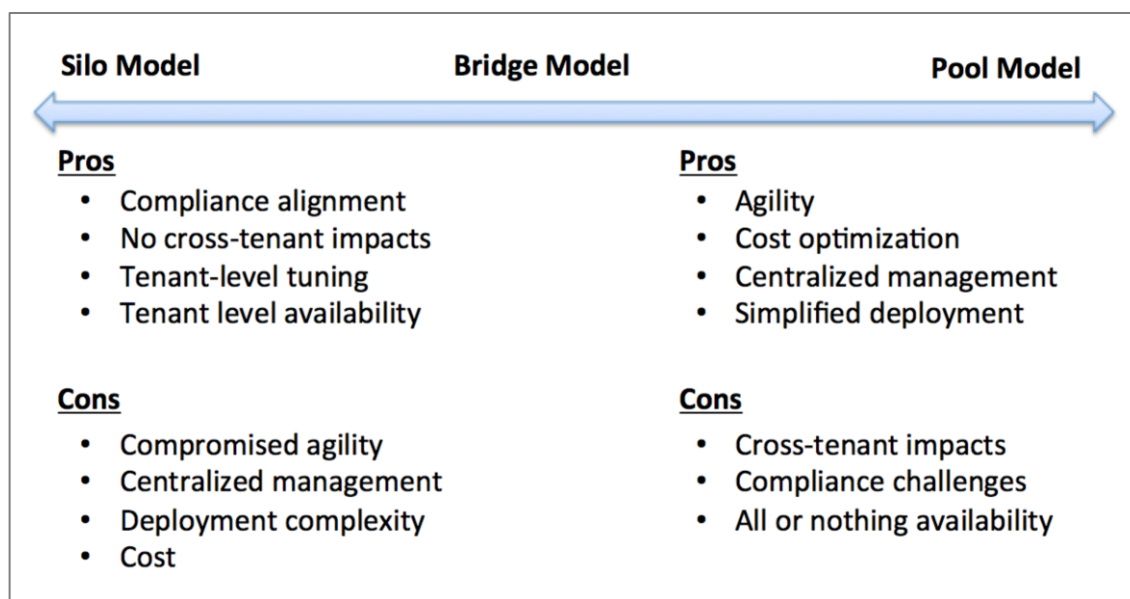 Silo Model
Bridge Model
Pool Model
Pros
• Compliance alignment
• No cross-tenant impacts
• Tenant-level tuning
• Tenant level availability
Cons
• Compromised agility
• Centralized management
• Deployment complexity
• Cost
Pros
• Agility
• Cost optimization
• Centralized management
• Simplified deployment
Cons
• Cross-tenant impacts
• Compliance challenges
• All or nothing availability